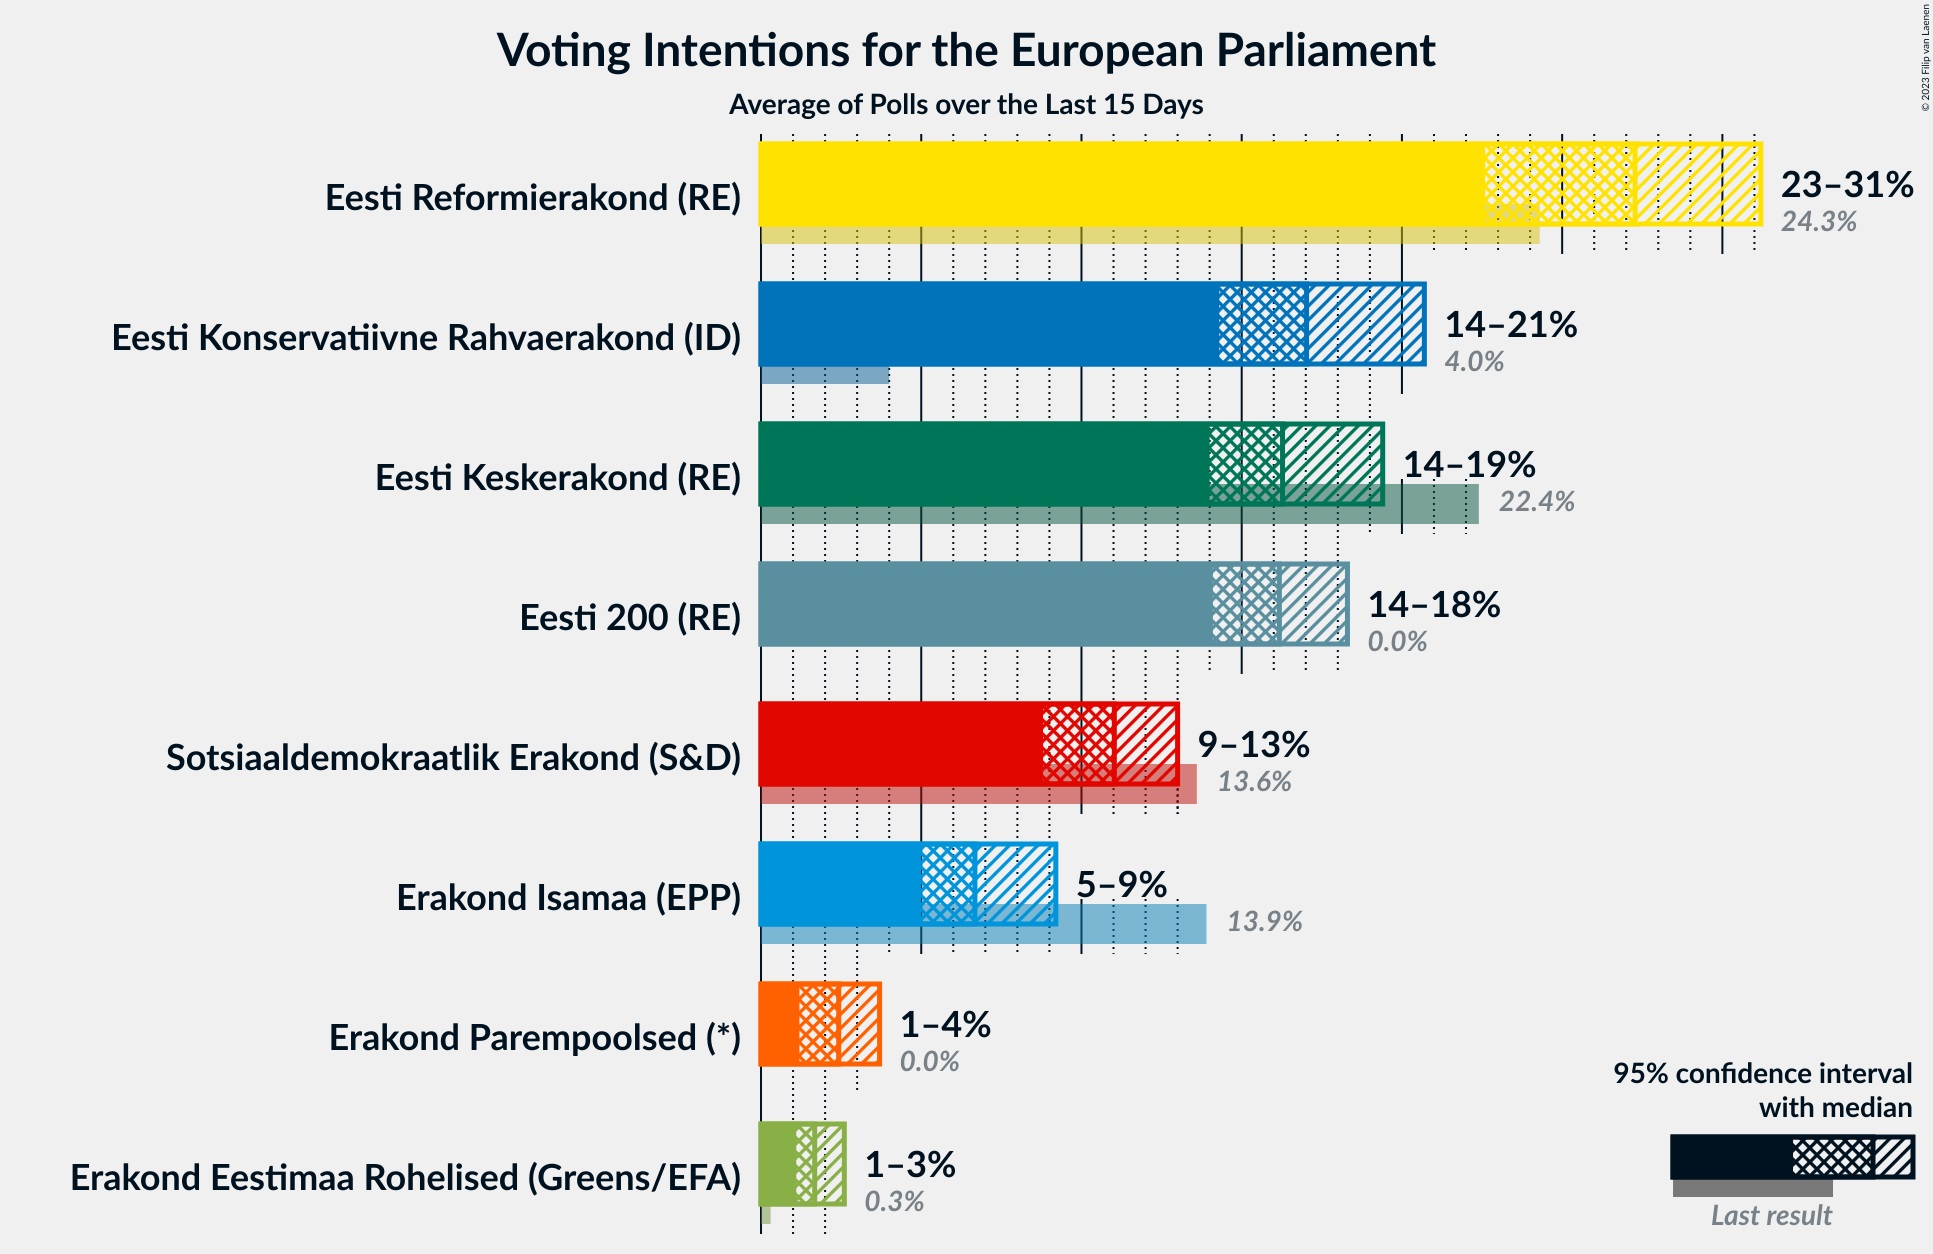 Voting Intentions for the European Parliament
Average of Polls over the Last 15 Days
© 2023 Filip van Laenen
Eesti Reformierakond (RE)
23–31%
24.3%
Eesti Konservatiivne Rahvaerakond (ID)
14–21%
4.0%
Eesti Keskerakond (RE)
14–19%
22.4%
Eesti 200 (RE)
14–18%
0.0%
Sotsiaaldemokraatlik Erakond (S&D)
9–13%
13.6%
Erakond Isamaa (EPP)
5–9%
13.9%
Erakond Parempoolsed (*)
1–4%
0.0%
Erakond Eestimaa Rohelised (Greens/EFA)
1–3%
0.3%
95% confidence interval
with median
Last result